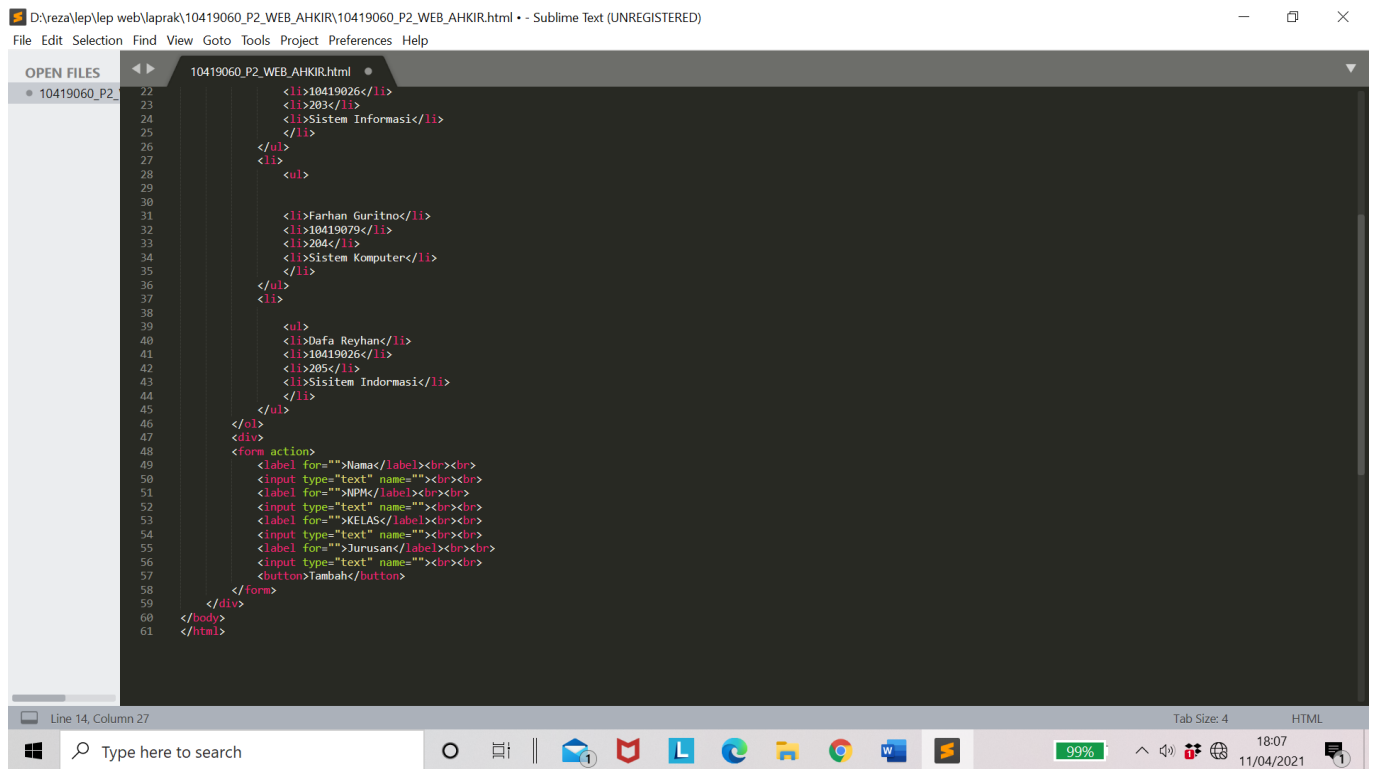 D:\reza\lep\lep web\laprak\10419060_P2_WEB_AHKIR\10419060_P2_WEB_AHKIR.html • - Sublime Text (UNREGISTERED)
File Edit Selection Find View Goto Tools Project Preferences Help
OPEN FILES
10419060_P2_
10419060_P2_WEB_AHKIR.html
22 <li>10419026</li>
23 <li>203</li>
24 <li>Sistem Informasi</li>
25 </li>
26 </ul>
27 <li>
28 <ul>
29
30
31 <li>Farhan Guritno</li>
32 <li>10419079</li>
33 <li>204</li>
34 <li>Sistem Komputer</li>
35 </li>
36 </ul>
37 <li>
38
39 <ul>
40 <li>Dafa Reyhan</li>
41 <li>10419026</li>
42 <li>205</li>
43 <li>Sisitem Indormasi</li>
44 </li>
45 </ul>
46 </ol>
47 <div>
48 <form action>
49 <label for="">Nama</label><br><br>
50 <input type="text" name=""><br><br>
51 <label for="">NPM</label><br><br>
52 <input type="text" name=""><br><br>
53 <label for="">KELAS</label><br><br>
54 <input type="text" name=""><br><br>
55 <label for="">Jurusan</label><br><br>
56 <input type="text" name=""><br><br>
57 <button>Tambah</button>
58 </form>
59 </div>
60 </body>
61 </html>
Line 14, Column 27
Tab Size: 4
HTML
Type here to search
1
L
W
99%
1
18:07
11/04/2021
1